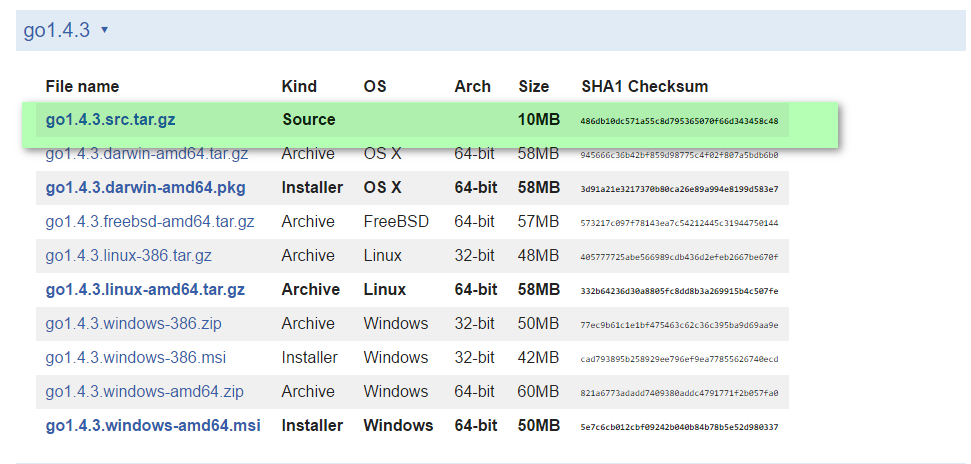 go1.4.3 ▾
File name Kind OS Arch Size SHA1 Checksum
go1.4.3.src.tar.gz Source 10MB 486db10dc571a55c8d795365070f66d343458c48
go1.4.3.darwin-amd64.tar.gz Archive OS X 64-bit 58MB 945666c36b42bf859d98775c4f02f807a5bdb6b0
go1.4.3.darwin-amd64.pkg Installer OS X 64-bit 58MB 3d91a21e3217370b80ca26e89a994e8199d583e7
go1.4.3.freebsd-amd64.tar.gz Archive FreeBSD 64-bit 57MB 573217c097f78143ea7c54212445c31944750144
go1.4.3.linux-386.tar.gz Archive Linux 32-bit 48MB 405777725abe566989cdb436d2efeb2667be670f
go1.4.3.linux-amd64.tar.gz Archive Linux 64-bit 58MB 332b64236d30a8805fc8dd8b3a269915b4c507fe
go1.4.3.windows-386.zip Archive Windows 32-bit 50MB 77ec9b61c1e1bf475463c62c36c395ba9d69aa9e
go1.4.3.windows-386.msi Installer Windows 32-bit 42MB cad793895b258929ee796ef9ea77855626740ecd
go1.4.3.windows-amd64.zip Archive Windows 64-bit 60MB 821a6773adadd7409380addc4791771f2b057fa0
go1.4.3.windows-amd64.msi Installer Windows 64-bit 50MB 5e7c6cb012cbf09242b040b84b78b5e52d980337